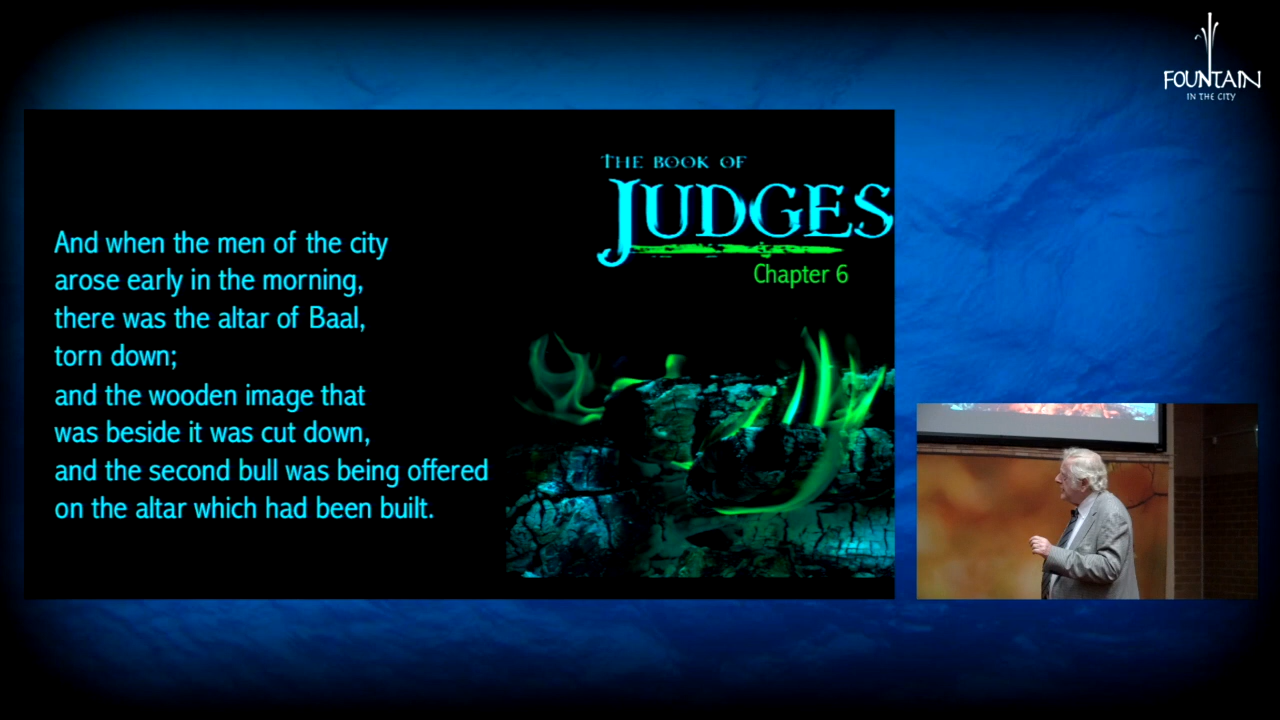 FOUNTAIN
IN THE CITY
THE BOOK OF
JUDGES
Chapter 6
And when the men of the city
arose early in the morning,
there was the altar of Baal,
torn down;
and the wooden image that
was beside it was cut down,
and the second bull was being offered
on the altar which had been built.